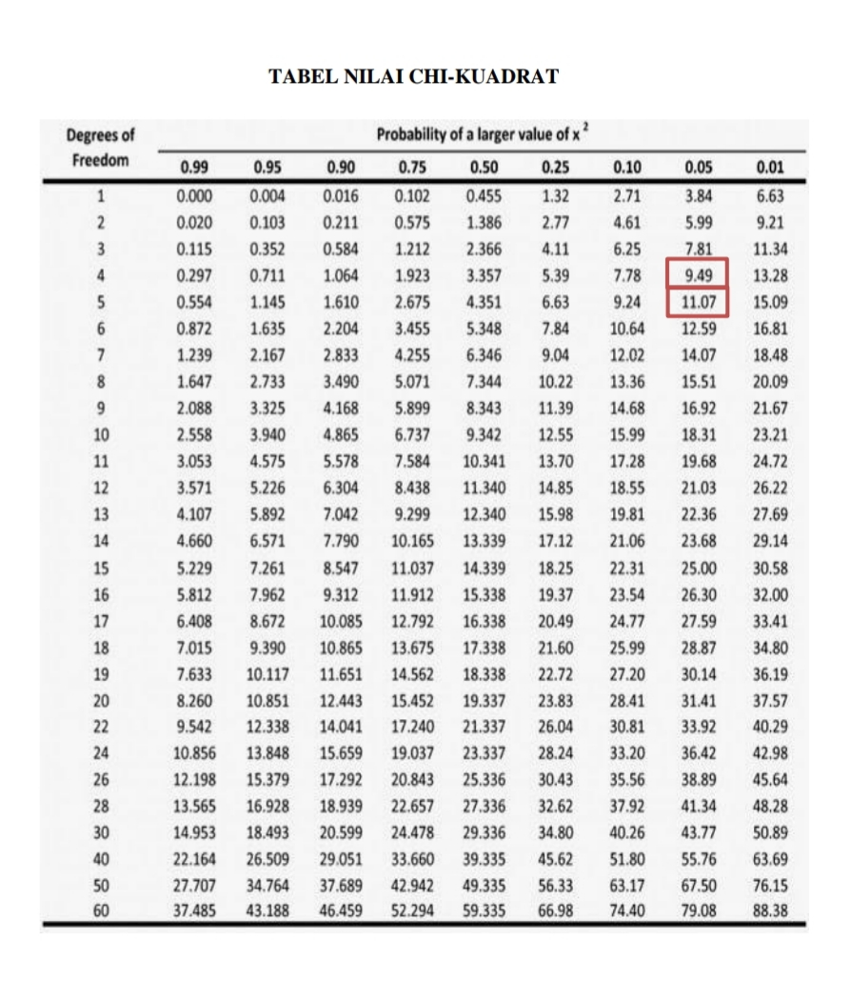 TABEL NILAI CHI-KUADRAT
Degrees of Freedom
Probability of a larger value of x 2
0.99 0.95 0.90 0.75 0.50 0.25 0.10 0.05 0.01
1 0.000 0.004 0.016 0.102 0.455 1.32 2.71 3.84 6.63
2 0.020 0.103 0.211 0.575 1.386 2.77 4.61 5.99 9.21
3 0.115 0.352 0.584 1.212 2.366 4.11 6.25 7.81 11.34
4 0.297 0.711 1.064 1.923 3.357 5.39 7.78 9.49 13.28
5 0.554 1.145 1.610 2.675 4.351 6.63 9.24 11.07 15.09
6 0.872 1.635 2.204 3.455 5.348 7.84 10.64 12.59 16.81
7 1.239 2.167 2.833 4.255 6.346 9.04 12.02 14.07 18.48
8 1.647 2.733 3.490 5.071 7.344 10.22 13.36 15.51 20.09
9 2.088 3.325 4.168 5.899 8.343 11.39 14.68 16.92 21.67
10 2.558 3.940 4.865 6.737 9.342 12.55 15.99 18.31 23.21
11 3.053 4.575 5.578 7.584 10.341 13.70 17.28 19.68 24.72
12 3.571 5.226 6.304 8.438 11.340 14.85 18.55 21.03 26.22
13 4.107 5.892 7.042 9.299 12.340 15.98 19.81 22.36 27.69
14 4.660 6.571 7.790 10.165 13.339 17.12 21.06 23.68 29.14
15 5.229 7.261 8.547 11.037 14.339 18.25 22.31 25.00 30.58
16 5.812 7.962 9.312 11.912 15.338 19.37 23.54 26.30 32.00
17 6.408 8.672 10.085 12.792 16.338 20.49 24.77 27.59 33.41
18 7.015 9.390 10.865 13.675 17.338 21.60 25.99 28.87 34.80
19 7.633 10.117 11.651 14.562 18.338 22.72 27.20 30.14 36.19
20 8.260 10.851 12.443 15.452 19.337 23.83 28.41 31.41 37.57
22 9.542 12.338 14.041 17.240 21.337 26.04 30.81 33.92 40.29
24 10.856 13.848 15.659 19.037 23.337 28.24 33.20 36.42 42.98
26 12.198 15.379 17.292 20.843 25.336 30.43 35.56 38.89 45.64
28 13.565 16.928 18.939 22.657 27.336 32.62 37.92 41.34 48.28
30 14.953 18.493 20.599 24.478 29.336 34.80 40.26 43.77 50.89
40 22.164 26.509 29.051 33.660 39.335 45.62 51.80 55.76 63.69
50 27.707 34.764 37.689 42.942 49.335 56.33 63.17 67.50 76.15
60 37.485 43.188 46.459 52.294 59.335 66.98 74.40 79.08 88.38